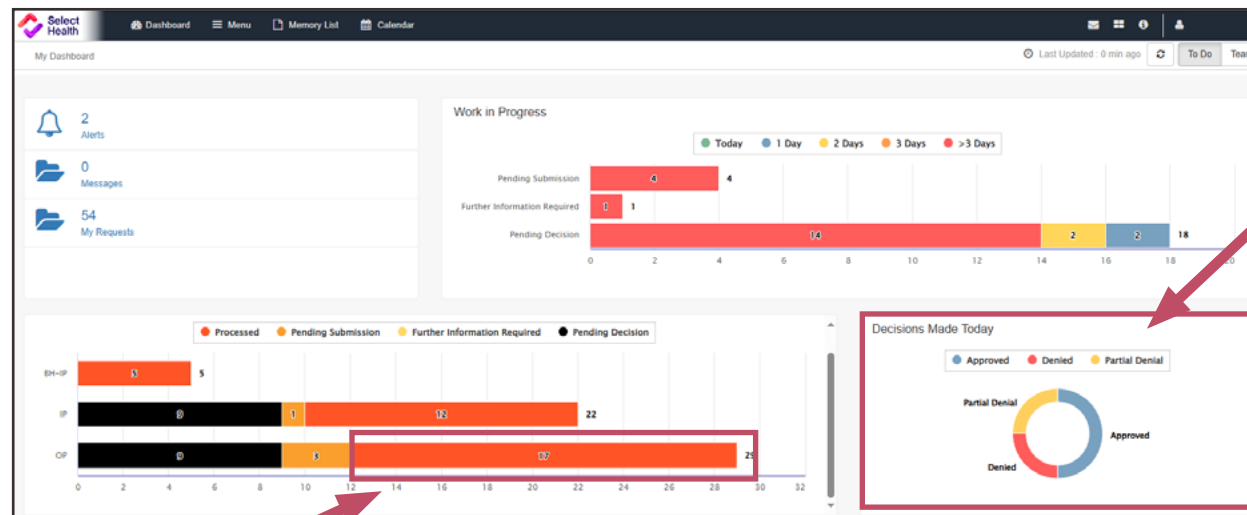 Select
Health
Dashboard
Menu
Memory List
Calendar
My Dashboard
Last Updated : 0 min ago
To Do
2
Alerts
0
Messages
54
My Requests
Work in Progress
Today
1 Day
2 Days
3 Days
>3 Days
Pending Submission
4
4
Further Information Required
1
1
Pending Decision
14
2
2
18
0 2 4 6 8 10 12 14 16 18 20
Processed
Pending Submission
Further Information Required
Pending Decision
BH-IP
5
5
IP
9
1
12
22
OP
9
3
17
29
0 2 4 6 8 10 12 14 16 18 20 22 24 26 28 30 32
Decisions Made Today
Approved
Denied
Partial Denial
Partial Denial
Approved
Denied